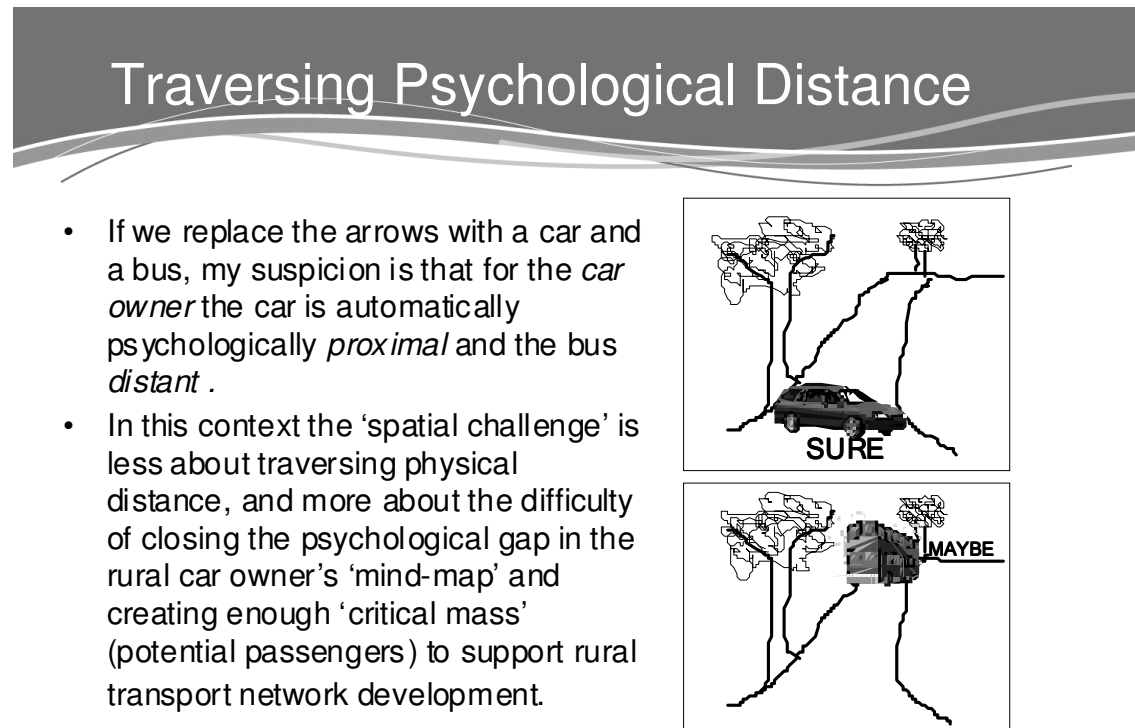 Traversing Psychological Distance
• If we replace the arrows with a car and
a bus, my suspicion is that for the car
owner the car is automatically
psychologically proximal and the bus
distant .
• In this context the ‘spatial challenge’ is
less about traversing physical
distance, and more about the difficulty
of closing the psychological gap in the
rural car owner’s ‘mind-map’ and
creating enough ‘critical mass’
(potential passengers) to support rural
transport network development.
SURE
MAYBE